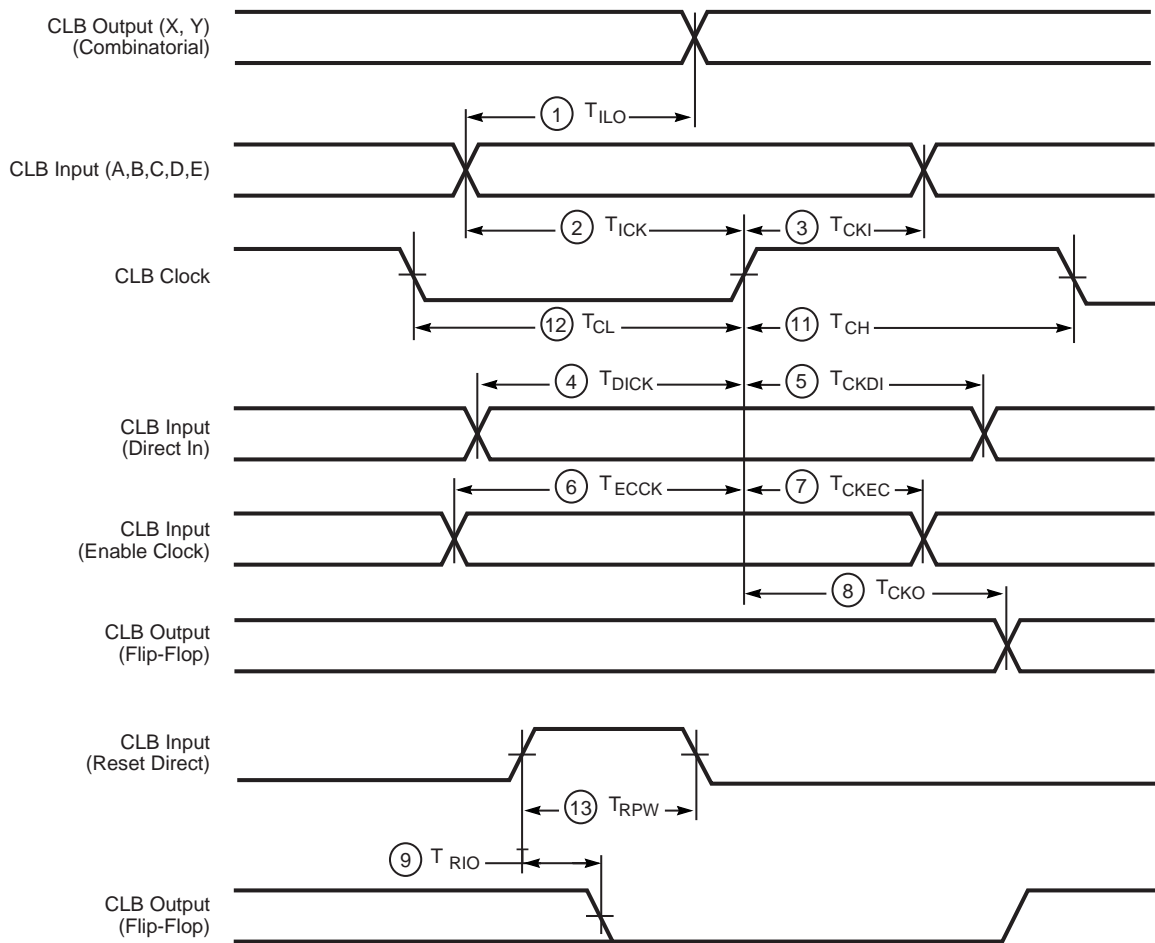 CLB Output (X, Y)
(Combinatorial)
1 TILO
CLB Input (A,B,C,D,E)
2 TICK
3 TCKI
CLB Clock
12 TCL
11 TCH
4 TDICK
5 TCKDI
CLB Input
(Direct In)
6 TECCK
7 TCKEC
CLB Input
(Enable Clock)
8 TCKO
CLB Output
(Flip-Flop)
CLB Input
(Reset Direct)
13 TRPW
9 T RIO
CLB Output
(Flip-Flop)